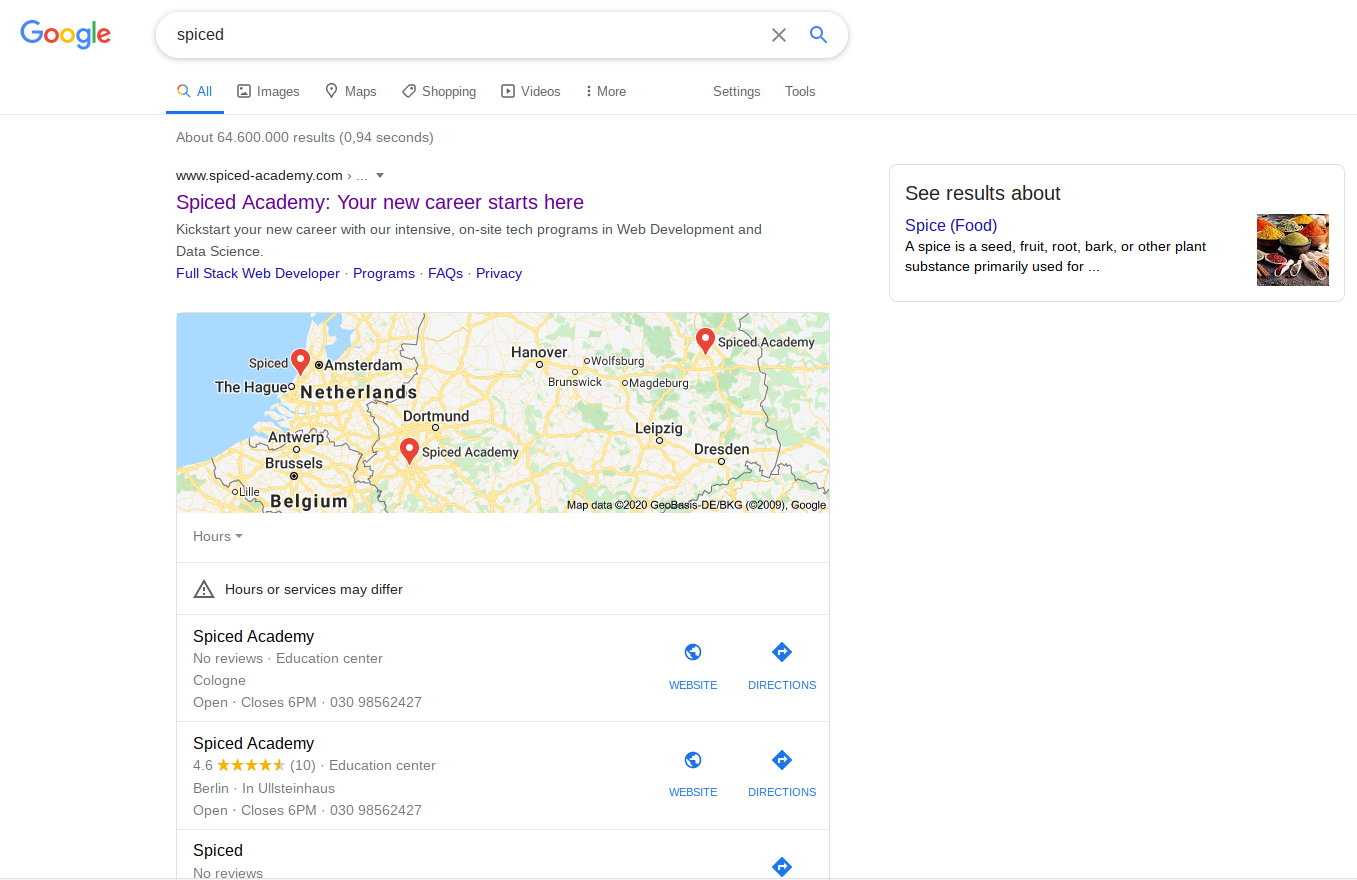 Google
spiced
All Images Maps Shopping Videos More Settings Tools
About 64.600.000 results (0,94 seconds)
www.spiced-academy.com › ...
Spiced Academy: Your new career starts here
Kickstart your new career with our intensive, on-site tech programs in Web Development and
Data Science.
Full Stack Web Developer · Programs · FAQs · Privacy
See results about
Spice (Food)
A spice is a seed, fruit, root, bark, or other plant
substance primarily used for ...
Spiced Academy
Hanover
Wolfsburg
Spiced
Amsterdam
Brunswick
Magdeburg
The Hague
Netherlands
Dortmund
Leipzig
Antwerp
Dresden
Spiced Academy
Brussels
Lille
Belgium
Map data ©2020 GeoBasis-DE/BKG (©2009), Google
Hours
Hours or services may differ
Spiced Academy
No reviews · Education center
Cologne
Open · Closes 6PM · 030 98562427
WEBSITE DIRECTIONS
Spiced Academy
4.6 (10) · Education center
Berlin · In Ullsteinhaus
Open · Closes 6PM · 030 98562427
WEBSITE DIRECTIONS
Spiced
No reviews